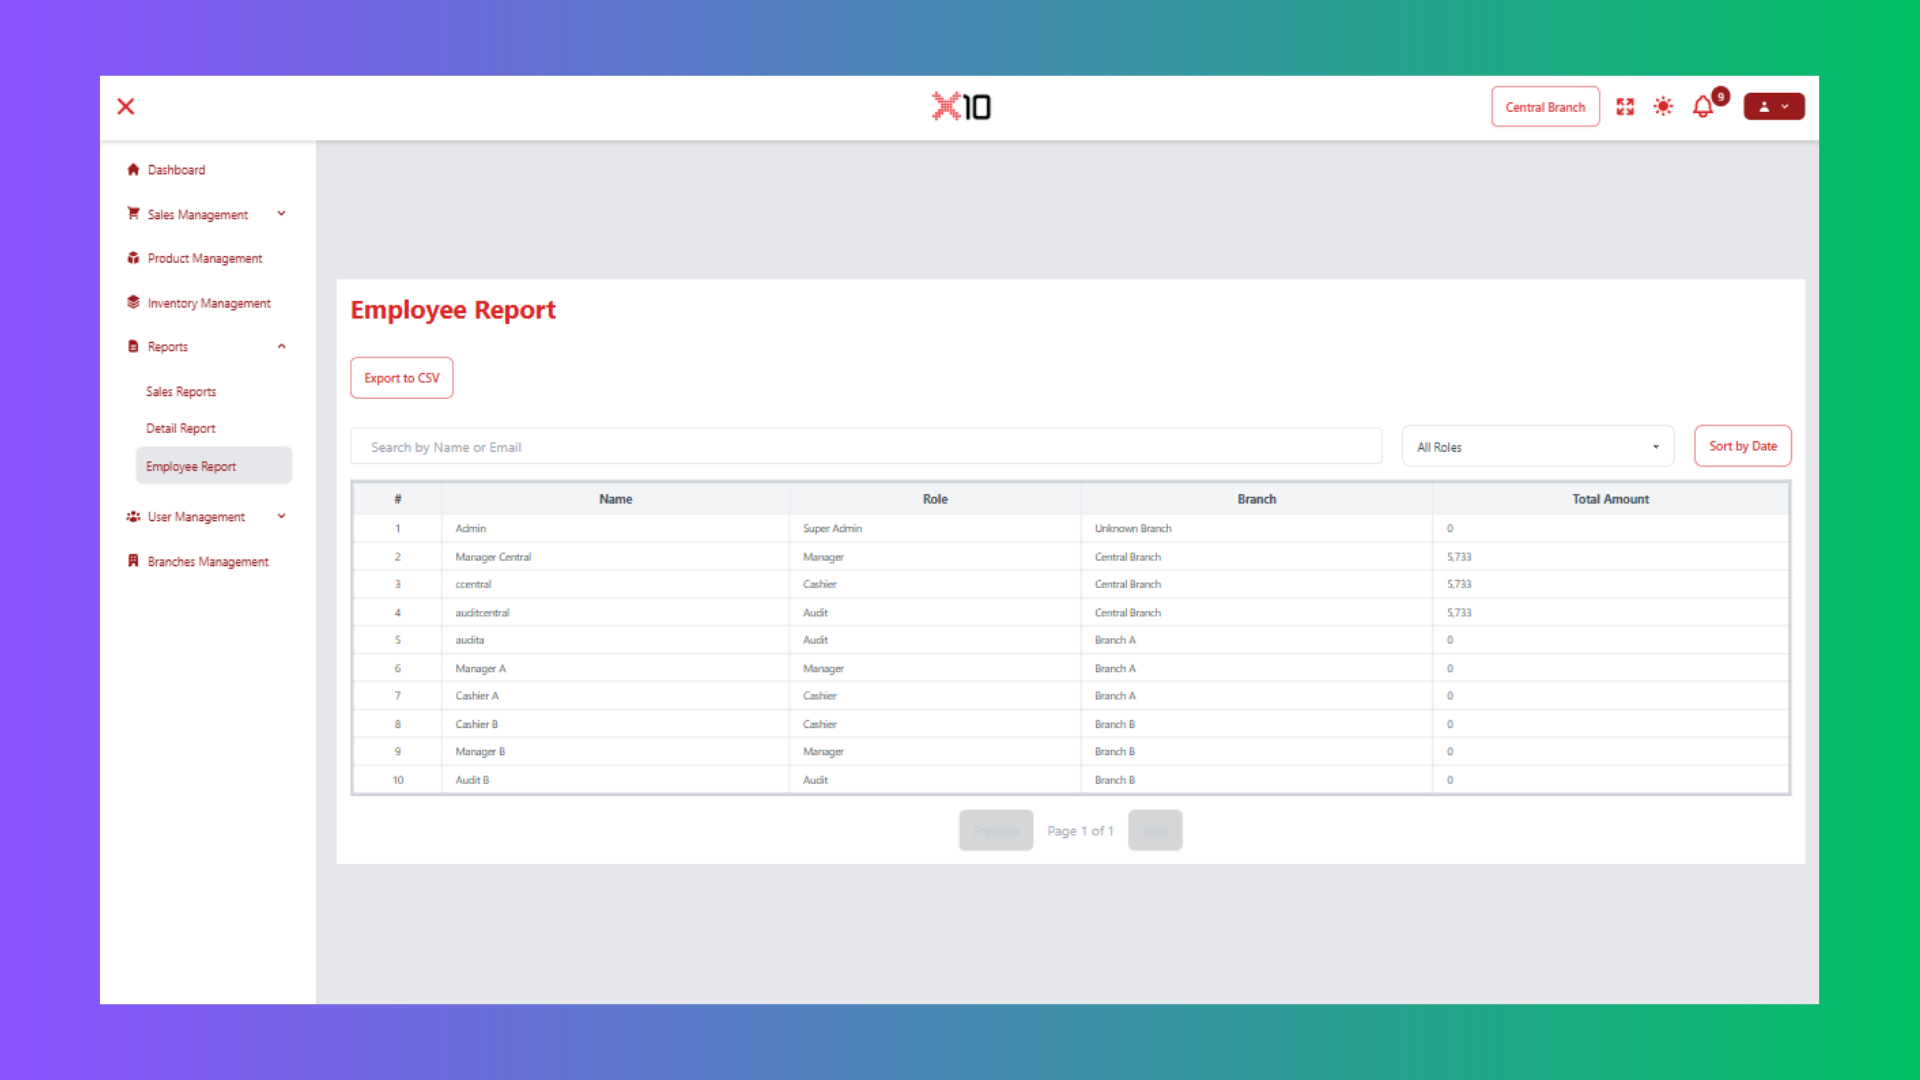 X10
Central Branch
9
Dashboard
Sales Management
Product Management
Inventory Management
Reports
Sales Reports
Detail Report
Employee Report
User Management
Branches Management
Employee Report
Export to CSV
Search by Name or Email
All Roles
Sort by Date
# Name Role Branch Total Amount
1 Admin Super Admin Unknown Branch 0
2 Manager Central Manager Central Branch 5,733
3 ccentral Cashier Central Branch 5,733
4 auditcentral Audit Central Branch 5,733
5 audita Audit Branch A 0
6 Manager A Manager Branch A 0
7 Cashier A Cashier Branch A 0
8 Cashier B Cashier Branch B 0
9 Manager B Manager Branch B 0
10 Audit B Audit Branch B 0
Previous Page 1 of 1 Next